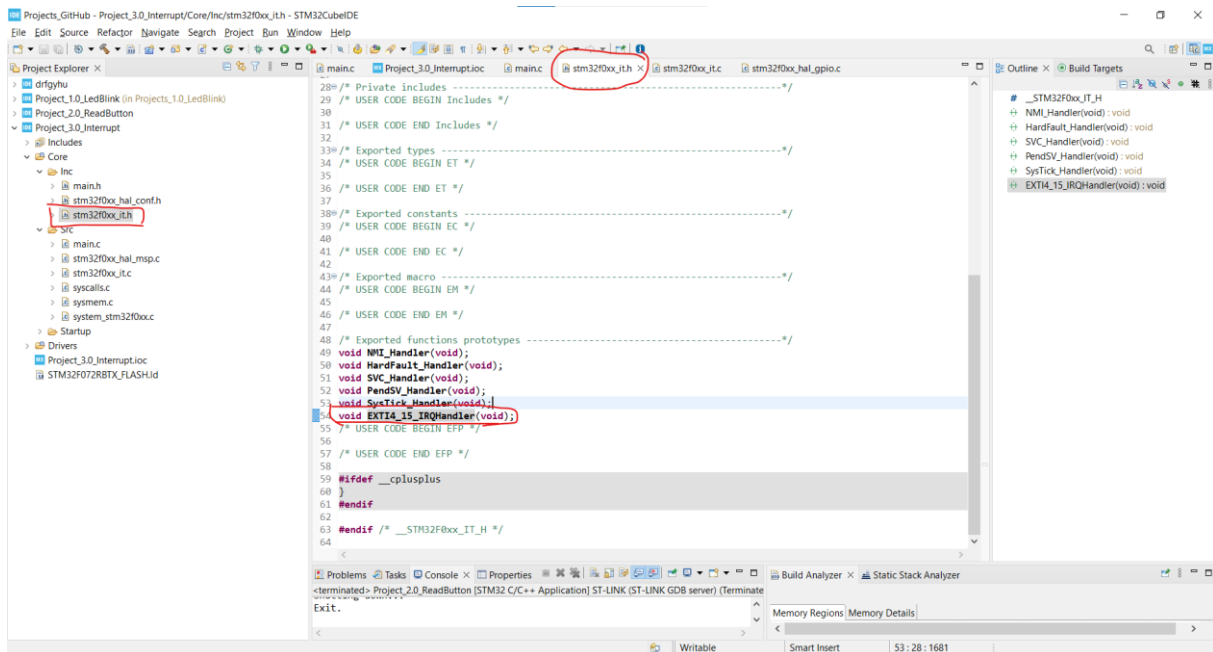 Projects_GitHub - Project_3.0_Interrupt/Core/Inc/stm32f0xx_it.h - STM32CubeIDE
File Edit Source Refactor Navigate Search Project Run Window Help
Project Explorer
drfgyhu
Project_1.0_LedBlink (in Projects_1.0_LedBlink)
Project_2.0_ReadButton
Project_3.0_Interrupt
Includes
Core
Inc
main.h
stm32f0xx_hal_conf.h
stm32f0xx_it.h
Src
main.c
stm32f0xx_hal_msp.c
stm32f0xx_it.c
syscalls.c
sysmem.c
system_stm32f0xx.c
Startup
Drivers
Project_3.0_Interrupt.ioc
STM32F072RBTX_FLASH.ld
main.c Project_3.0_Interrupt.ioc main.c stm32f0xx_it.h stm32f0xx_it.c stm32f0xx_hal_gpio.c
28 /* Private includes ----------------------------------------------------------*/
29 /* USER CODE BEGIN Includes */
30
31 /* USER CODE END Includes */
32
33 /* Exported types ------------------------------------------------------------*/
34 /* USER CODE BEGIN ET */
35
36 /* USER CODE END ET */
37
38 /* Exported constants --------------------------------------------------------*/
39 /* USER CODE BEGIN EC */
40
41 /* USER CODE END EC */
42
43 /* Exported macro ------------------------------------------------------------*/
44 /* USER CODE BEGIN EM */
45
46 /* USER CODE END EM */
47
48 /* Exported functions prototypes ---------------------------------------------*/
49 void NMI_Handler(void);
50 void HardFault_Handler(void);
51 void SVC_Handler(void);
52 void PendSV_Handler(void);
53 void SysTick_Handler(void);
54 void EXTI4_15_IRQHandler(void);
55 /* USER CODE BEGIN EFP */
56
57 /* USER CODE END EFP */
58
59 #ifdef __cplusplus
60 }
61 #endif
62
63 #endif /* __STM32F0xx_IT_H */
64
Outline Build Targets
# __STM32F0xx_IT_H
NMI_Handler(void) : void
HardFault_Handler(void) : void
SVC_Handler(void) : void
PendSV_Handler(void) : void
SysTick_Handler(void) : void
EXTI4_15_IRQHandler(void) : void
Problems Tasks Console Properties
<terminated> Project_2.0_ReadButton [STM32 C/C++ Application] ST-LINK (ST-LINK GDB server) (Terminate
Exit.
Build Analyzer Static Stack Analyzer
Memory Regions Memory Details
Writable Smart Insert 53 : 28 : 1681